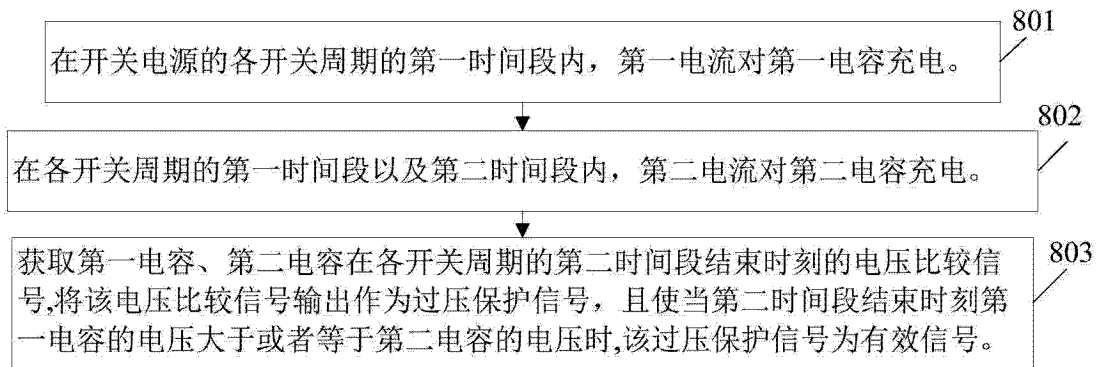 801
在开关电源的各开关周期的第一时间段内，第一电流对第一电容充电。
802
在各开关周期的第一时间段以及第二时间段内，第二电流对第二电容充电。
803
获取第一电容、第二电容在各开关周期的第二时间段结束时刻的电压比较信
号,将该电压比较信号输出作为过压保护信号，且使当第二时间段结束时刻第
一电容的电压大于或者等于第二电容的电压时,该过压保护信号为有效信号。